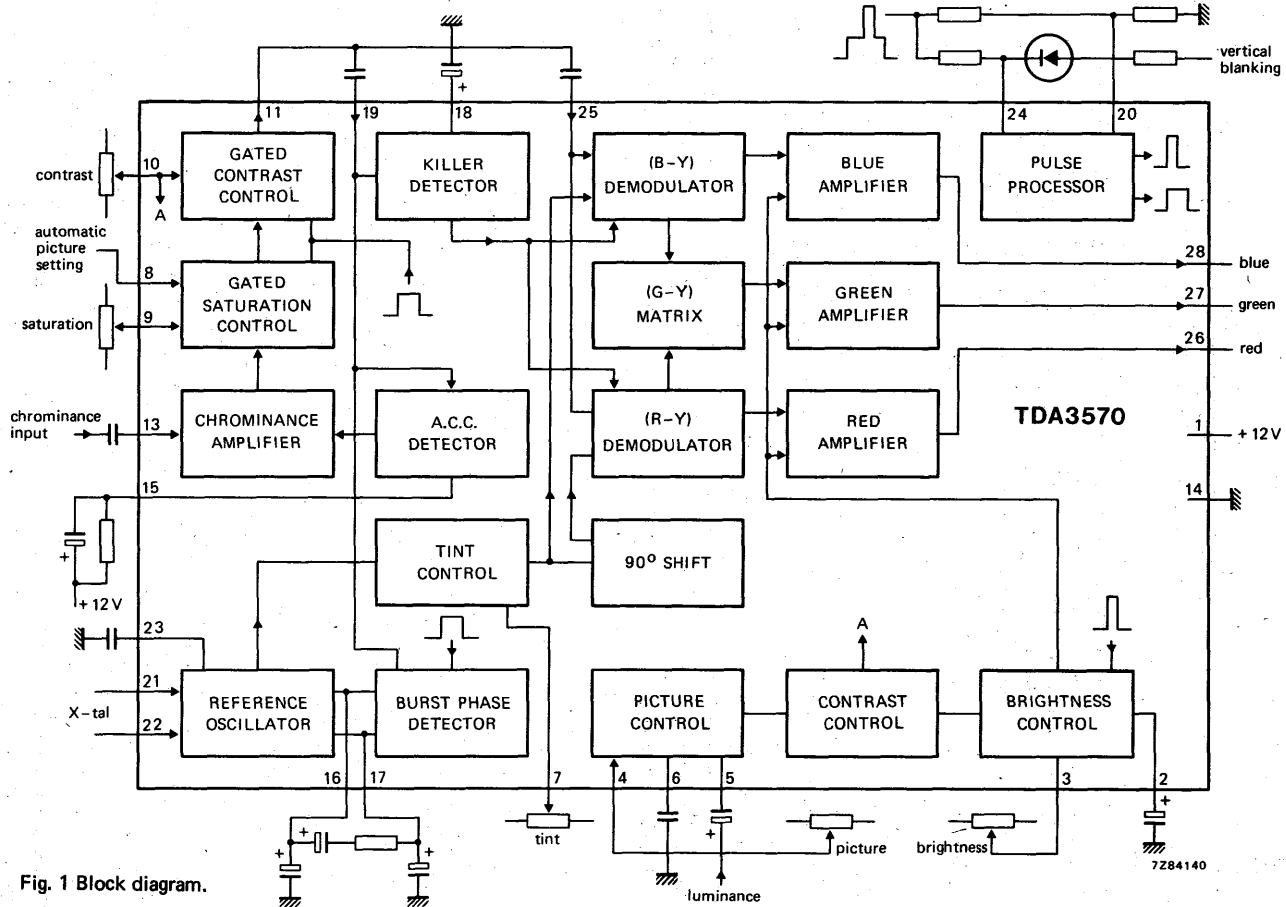 vertical
blanking
11
19
18
25
24
20
10
contrast
A
GATED
CONTRAST
CONTROL
KILLER
DETECTOR
(B-Y)
DEMODULATOR
BLUE
AMPLIFIER
PULSE
PROCESSOR
automatic
picture
setting
8
saturation
9
GATED
SATURATION
CONTROL
(G-Y)
MATRIX
GREEN
AMPLIFIER
28
blue
27
green
26
red
chrominance
input
13
CHROMINANCE
AMPLIFIER
A.C.C.
DETECTOR
(R-Y)
DEMODULATOR
RED
AMPLIFIER
TDA3570
1
+ 12 V
14
15
+
+ 12 V
TINT
CONTROL
90° SHIFT
23
21
X-tal
22
REFERENCE
OSCILLATOR
BURST PHASE
DETECTOR
PICTURE
CONTROL
A
CONTRAST
CONTROL
BRIGHTNESS
CONTROL
16
17
7
4
6
5
3
2
+
+
+
tint
+
picture
brightness
+
luminance
7Z84140
Fig. 1 Block diagram.
+